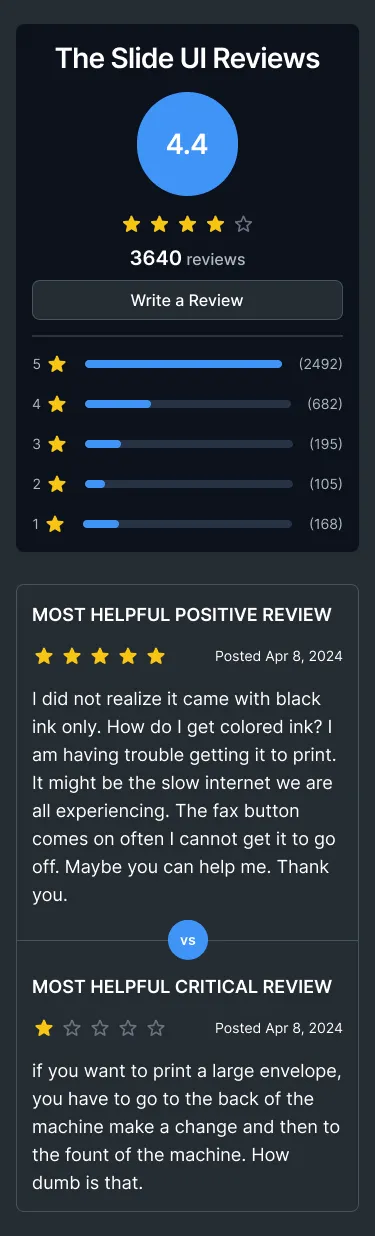 The Slide UI Reviews
4.4
3640 reviews
Write a Review
5 (2492)
4 (682)
3 (195)
2 (105)
1 (168)
MOST HELPFUL POSITIVE REVIEW
Posted Apr 8, 2024
I did not realize it came with black
ink only. How do I get colored ink? I
am having trouble getting it to print.
It might be the slow internet we are
all experiencing. The fax button
comes on often I cannot get it to go
off. Maybe you can help me. Thank
you.
vs
MOST HELPFUL CRITICAL REVIEW
Posted Apr 8, 2024
if you want to print a large envelope,
you have to go to the back of the
machine make a change and then to
the fount of the machine. How
dumb is that.